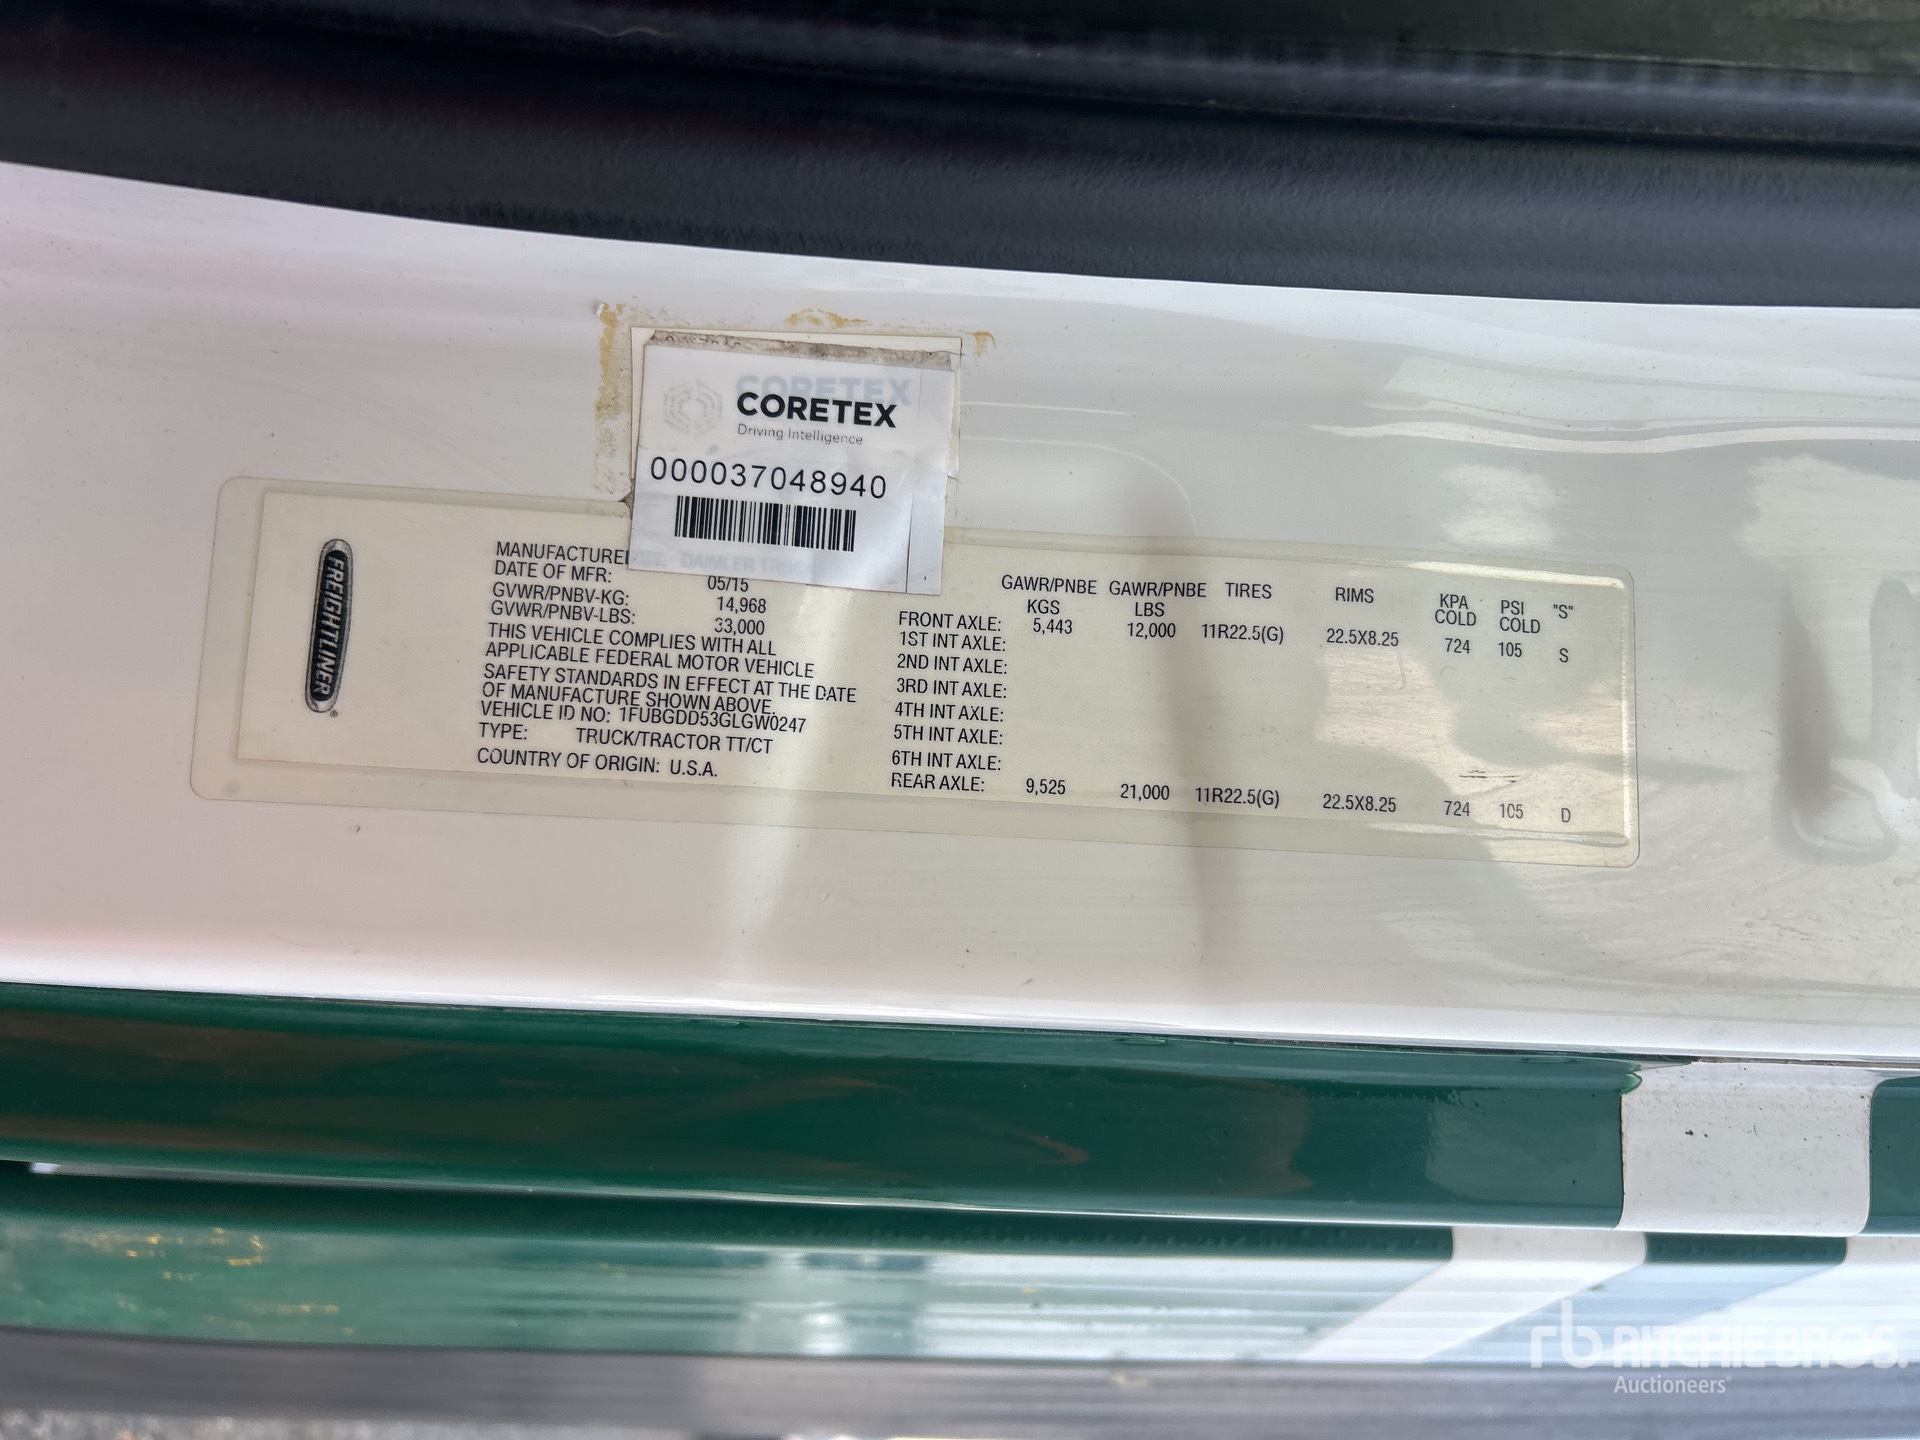 CORETEX
CORETEX
Driving Intelligence
000037048940
FREIGHTLINER
MANUFACTURED BY: DAIMLER TRUCKS
DATE OF MFR: 05/15
GVWR/PNBV-KG: 14,968
GVWR/PNBV-LBS: 33,000
THIS VEHICLE COMPLIES WITH ALL
APPLICABLE FEDERAL MOTOR VEHICLE
SAFETY STANDARDS IN EFFECT AT THE DATE
OF MANUFACTURE SHOWN ABOVE.
VEHICLE ID NO: 1FUBGDD53GLGW0247
TYPE: TRUCK/TRACTOR TT/CT
COUNTRY OF ORIGIN: U.S.A.
GAWR/PNBE KGS GAWR/PNBE LBS TIRES RIMS KPA COLD PSI COLD "S"
FRONT AXLE: 5,443 12,000 11R22.5(G) 22.5X8.25 724 105 S
1ST INT AXLE:
2ND INT AXLE:
3RD INT AXLE:
4TH INT AXLE:
5TH INT AXLE:
6TH INT AXLE:
REAR AXLE: 9,525 21,000 11R22.5(G) 22.5X8.25 724 105 D
rb RITCHIE BROS.
Auctioneers